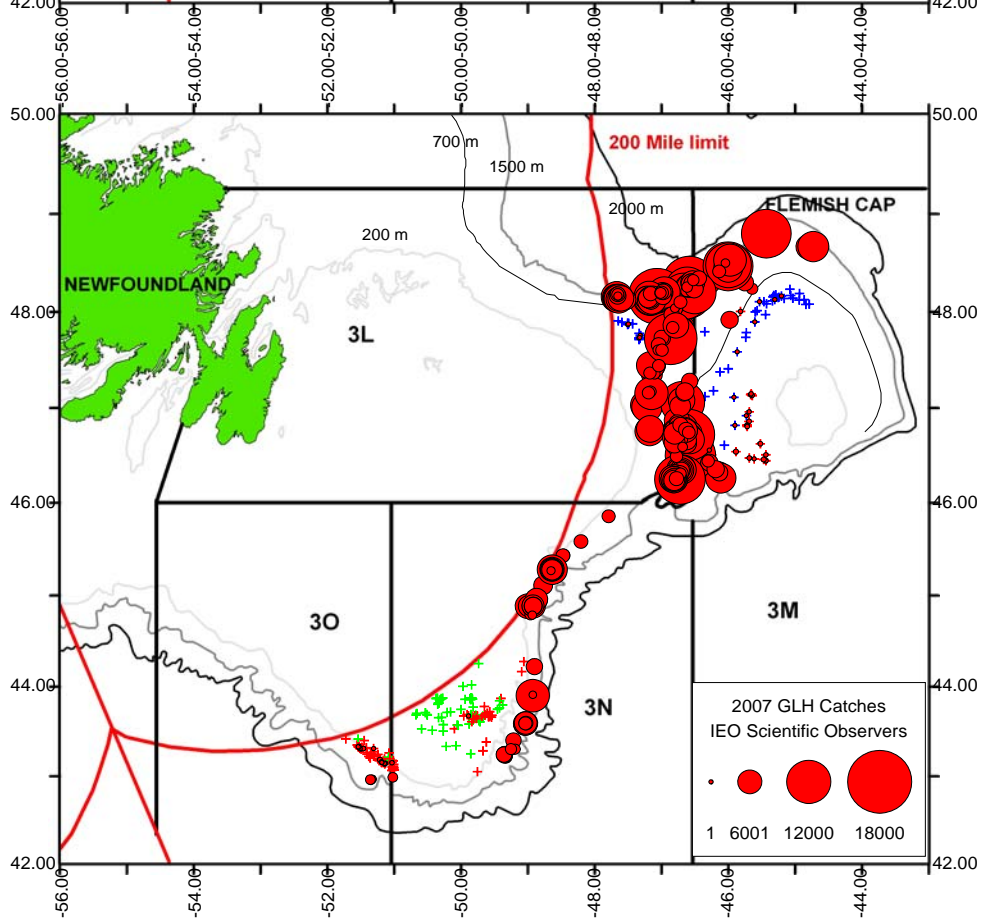 42.00 42.00
-56.00 -54.00 -52.00 -50.00 -48.00 -46.00 -44.00
-56.00 -54.00 -52.00 -50.00 -48.00 -46.00 -44.00
50.00 50.00
700 m
200 Mile limit
1500 m
FLEMISH CAP
2000 m
200 m
NEWFOUNDLAND
48.00 48.00
3L
46.00 46.00
3O
3M
44.00 44.00
3N
2007 GLH Catches
IEO Scientific Observers
1 6001 12000 18000
42.00 42.00
-56.00 -54.00 -52.00 -50.00 -48.00 -46.00 -44.00